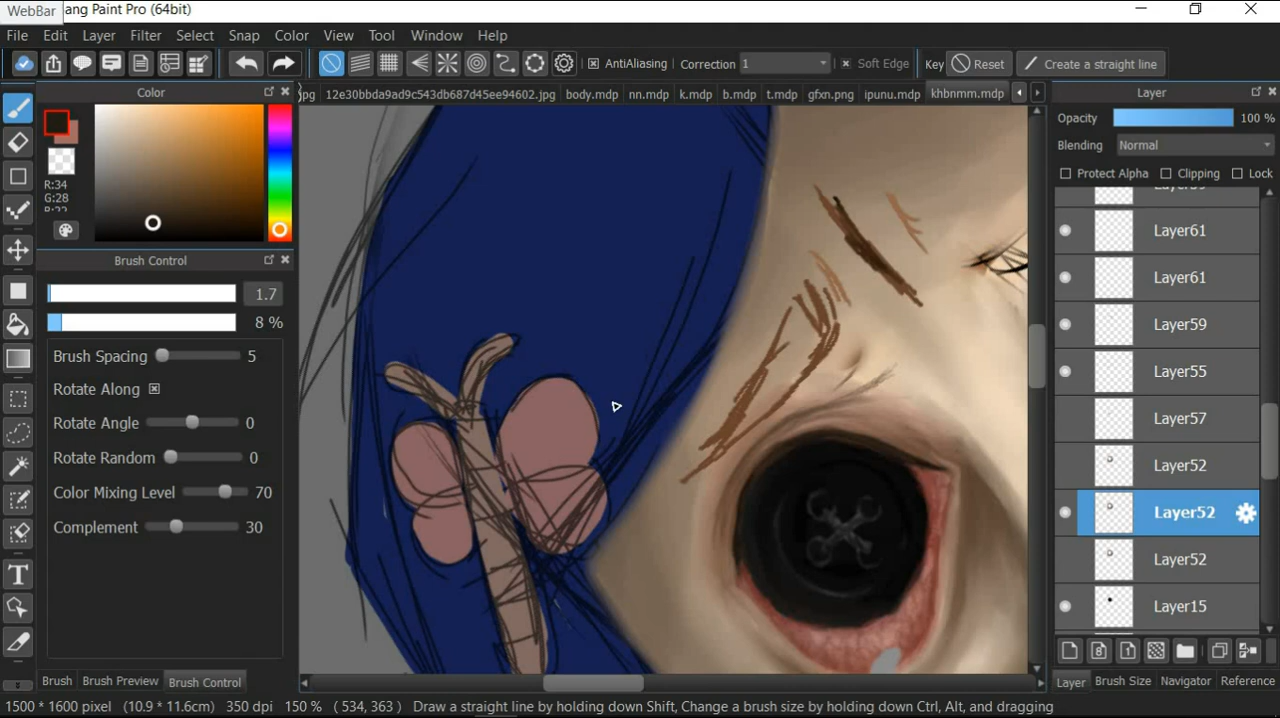 WebBar
ang Paint Pro (64bit)
File Edit Layer Filter Select Snap Color View Tool Window Help
AntiAliasing Correction 1 Soft Edge Key Reset Create a straight line
Color
jpg 12e30bbda9ad9c543db687d45ee94602.jpg body.mdp nn.mdp k.mdp b.mdp t.mdp gfxn.png ipunu.mdp khbnmm.mdp
Layer
Opacity 100 %
Blending Normal
Protect Alpha Clipping Lock
R:34
G:28
B:22
Brush Control
1.7
8 %
Brush Spacing 5
Rotate Along
Rotate Angle 0
Rotate Random 0
Color Mixing Level 70
Complement 30
Layer59
Layer61
Layer61
Layer59
Layer55
Layer57
Layer52
Layer52
Layer52
Layer15
T
8
1
Brush Brush Preview Brush Control
Layer Brush Size Navigator Reference
1500 * 1600 pixel (10.9 * 11.6cm) 350 dpi 150 % ( 534, 363 ) Draw a straight line by holding down Shift, Change a brush size by holding down Ctrl, Alt, and dragging